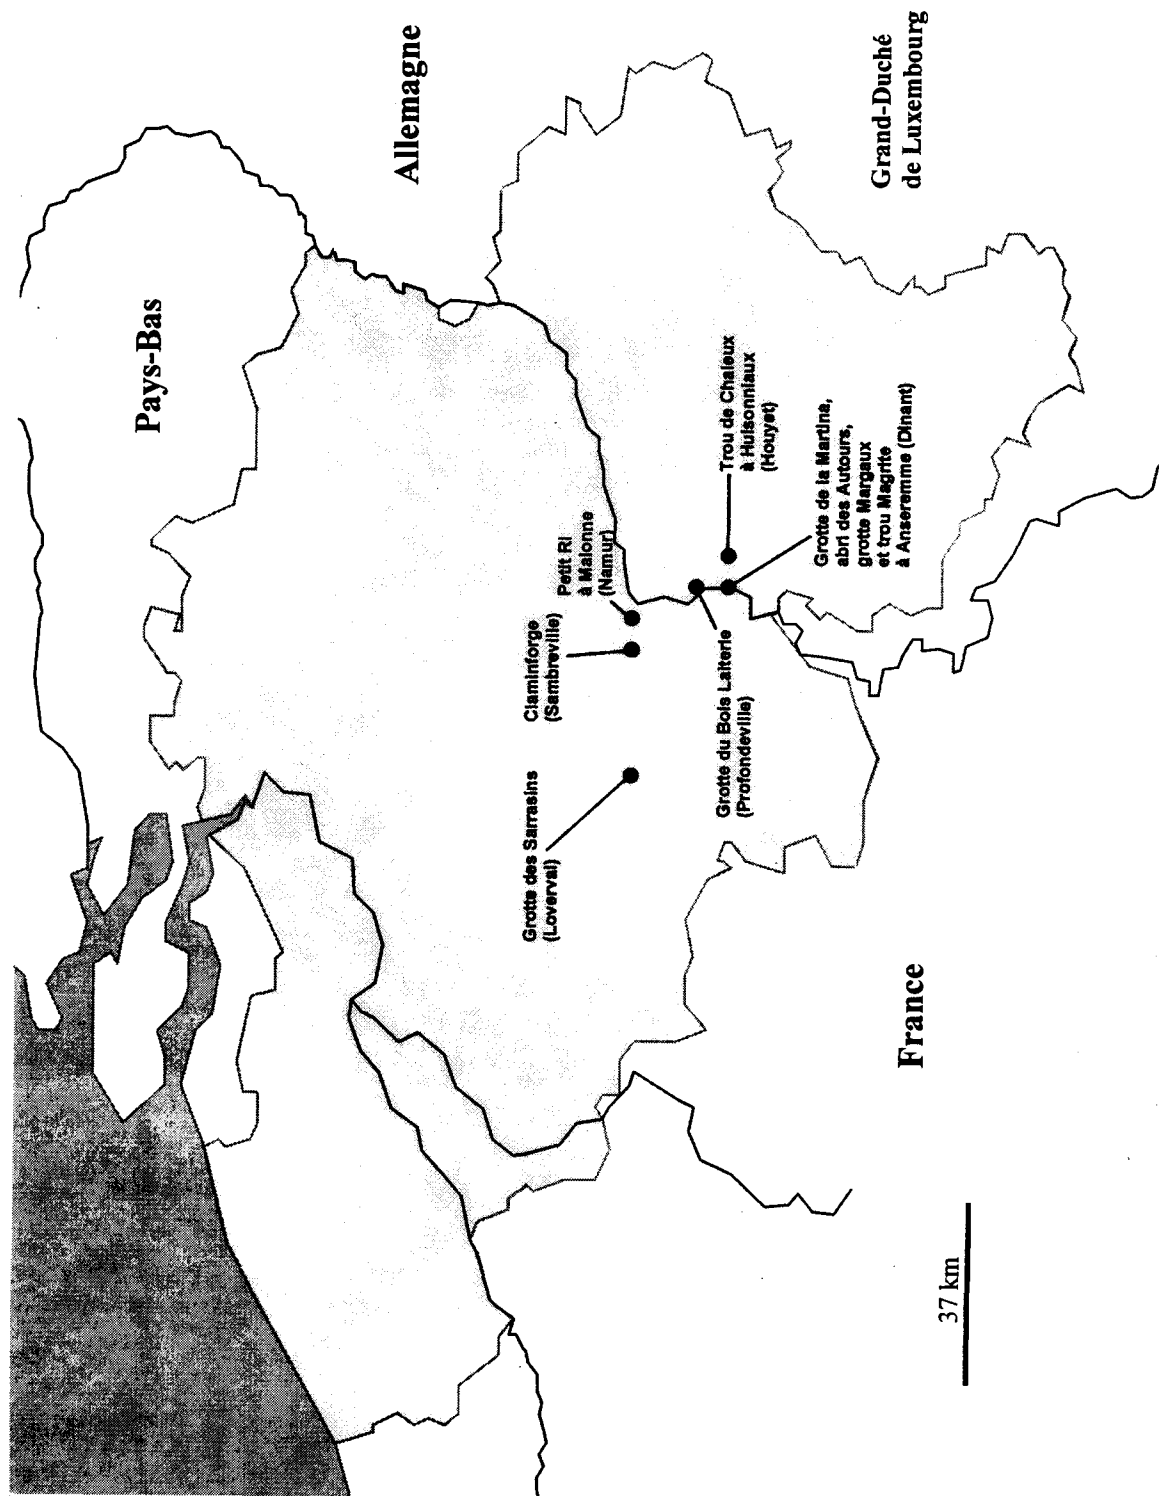 Pays-Bas
Allemagne
Grand-Duché
de Luxembourg
France
Grotte des Sarrasins
(Loverval)
Claminforge
(Sambreville)
Petit Ri
à Malonne
(Namur)
Trou de Chaleux
à Hulsonniaux
(Houyet)
Grotte du Bois Laiterie
(Profondeville)
Grotte de la Martina,
abri des Autours,
grotte Margaux
et trou Magrite
à Anseremme (Dinant)
37 km